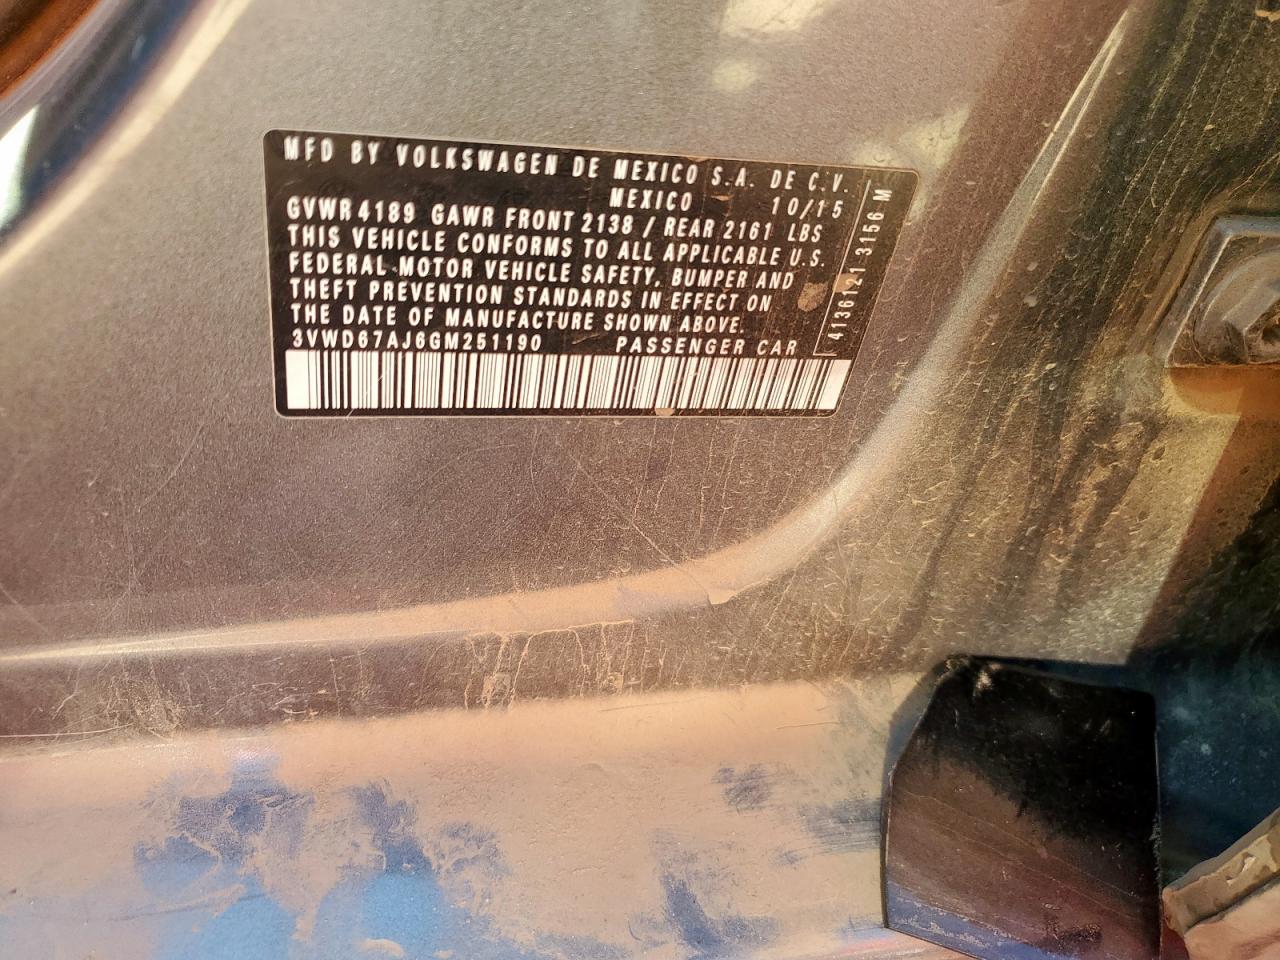 MFD BY VOLKSWAGEN DE MEXICO S.A. DE C.V.
MEXICO 10/15
GVWR 4189 GAWR FRONT 2138 / REAR 2161 LBS
THIS VEHICLE CONFORMS TO ALL APPLICABLE U.S.
FEDERAL MOTOR VEHICLE SAFETY, BUMPER AND
THEFT PREVENTION STANDARDS IN EFFECT ON
THE DATE OF MANUFACTURE SHOWN ABOVE.
3VWD67AJ6GM251190 PASSENGER CAR
4136121 3156 M